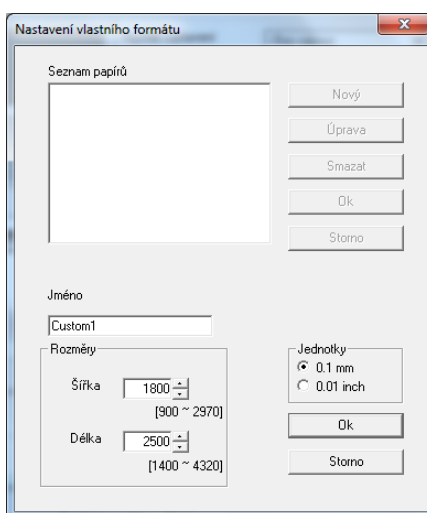 Nastavení vlastního formátu
Seznam papírů
Nový
Úprava
Smazat
Ok
Storno
Jméno
Custom1
Rozměry
Šířka 1800
[900 ~ 2970]
Délka 2500
[1400 ~ 4320]
Jednotky
0.1 mm
0.01 inch
Ok
Storno